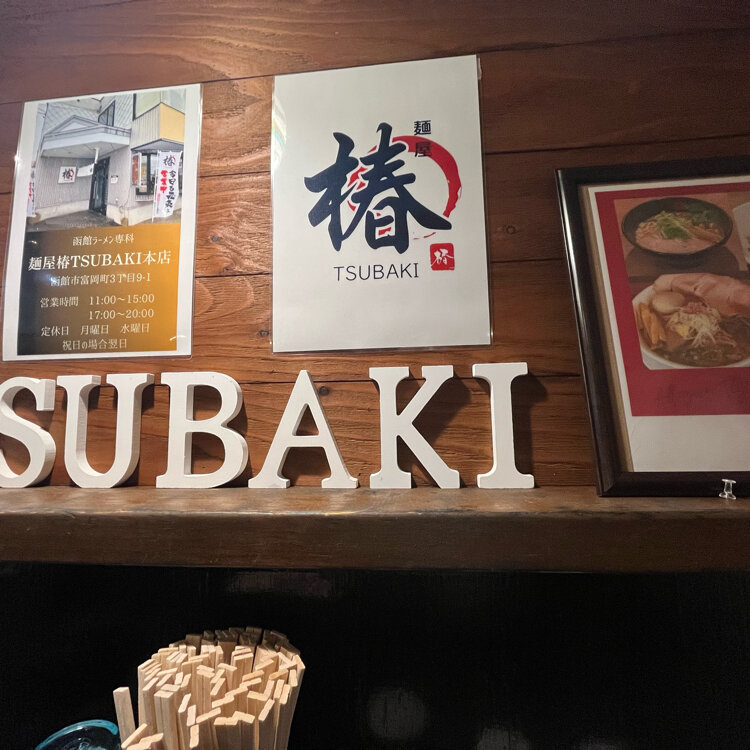 函館ラーメン専科
麺屋椿TSUBAKI本店
函館市富岡町3丁目9-1
営業時間 11:00～15:00
17:00～20:00
定休日 月曜日 水曜日
祝日の場合翌日
麺屋
椿
TSUBAKI
椿
SUBAKI